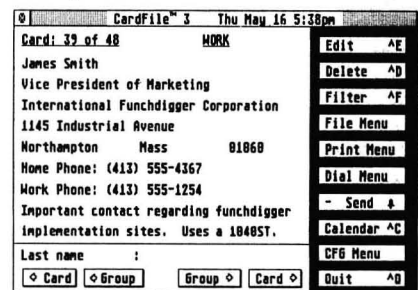 CardFile™ 3 Thu May 16 5:38pm
Card: 39 of 48 WORK
James Smith
Vice President of Marketing
International Funchdigger Corporation
1145 Industrial Avenue
Northampton Mass 01060
Home Phone: (413) 555-4367
Work Phone: (413) 555-1254
Important contact regarding funchdigger
implementation sites. Uses a 1040ST.
Last name :
◇ Card ◇ Group Group ◇ Card ◇
Edit ^E
Delete ^D
Filter ^F
File Menu
Print Menu
Dial Menu
- Send ↓
Calendar ^C
CF6 Menu
Quit ^Q